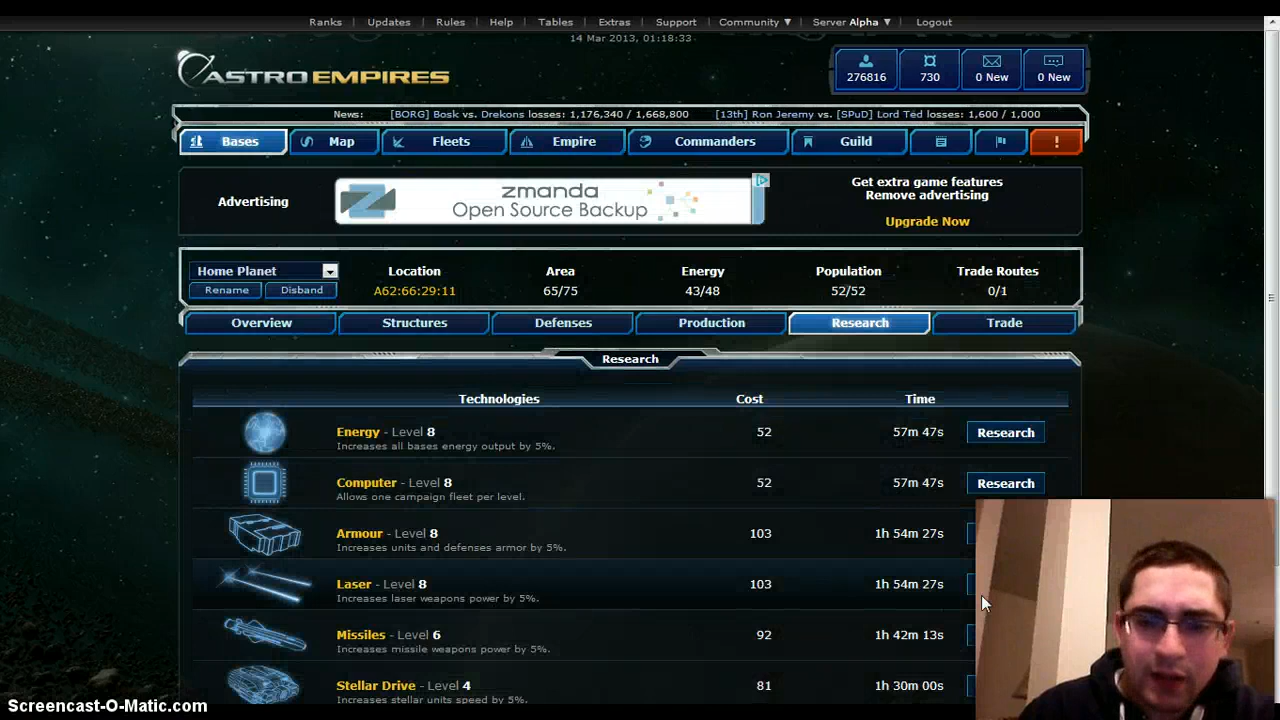 Ranks Updates Rules Help Tables Extras Support Community ▼ Server Alpha ▼ Logout
14 Mar 2013, 01:18:33
ASTRO EMPIRES
276816 730 0 New 0 New
News: [BORG] Bosk vs. Drekons losses: 1,176,340 / 1,668,800 [13th] Ron Jeremy vs. [SPuD] Lord Ted losses: 1,600 / 1,000
Bases Map Fleets Empire Commanders Guild !
Advertising
zmanda
Open Source Backup
Get extra game features
Remove advertising
Upgrade Now
Home Planet Location Area Energy Population Trade Routes
Rename Disband A62:66:29:11 65/75 43/48 52/52 0/1
Overview Structures Defenses Production Research Trade
Research
Technologies Cost Time
Energy - Level 8 52 57m 47s Research
Increases all bases energy output by 5%.
Computer - Level 8 52 57m 47s Research
Allows one campaign fleet per level.
Armour - Level 8 103 1h 54m 27s
Increases units and defenses armor by 5%.
Laser - Level 8 103 1h 54m 27s
Increases laser weapons power by 5%.
Missiles - Level 6 92 1h 42m 13s
Increases missile weapons power by 5%.
Stellar Drive - Level 4 81 1h 30m 00s
Increases stellar units speed by 5%.
Screencast-O-Matic.com